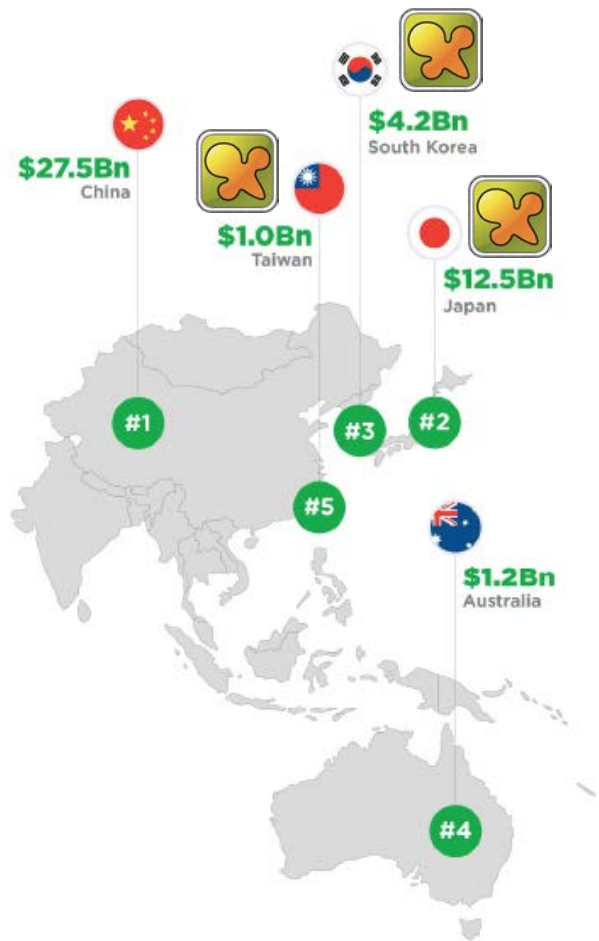 $4.2Bn
South Korea
$27.5Bn
China
$1.0Bn
Taiwan
$12.5Bn
Japan
#1
#3
#2
#5
$1.2Bn
Australia
#4